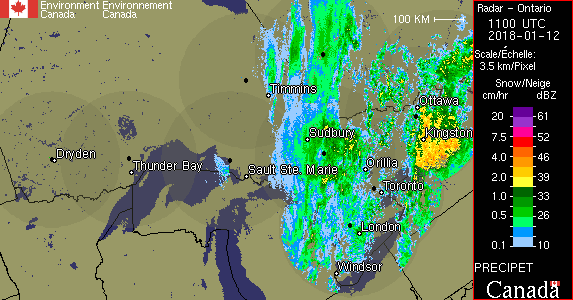 Environment Environnement
Canada Canada
100 KM
Timmins
Ottawa
Sudbury
Kingston
Dryden
Thunder Bay
Sault Ste. Marie
Orillia
Toronto
London
Windsor
Radar - Ontario
1100 UTC
2018-01-12
Scale/Échelle:
3.5 km/Pixel
Snow/Neige
cm/hr dBZ
20 61
7.5 52
4.0 46
2.0 39
1.0 33
0.5 26
0.1 10
PRECIPET
Canada